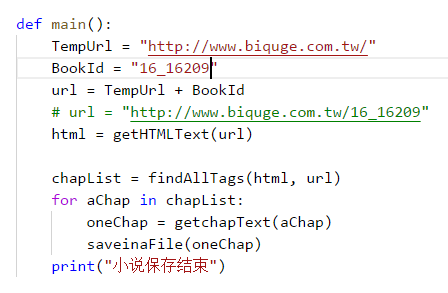 def main():
    TempUrl = "http://www.biquge.com.tw/"
    BookId = "16_16209"
    url = TempUrl + BookId
    # url = "http://www.biquge.com.tw/16_16209"
    html = getHTMLText(url)
    chapList = findAllTags(html, url)
    for aChap in chapList:
        oneChap = getchapText(aChap)
        saveinaFile(oneChap)
    print("小说保存结束")